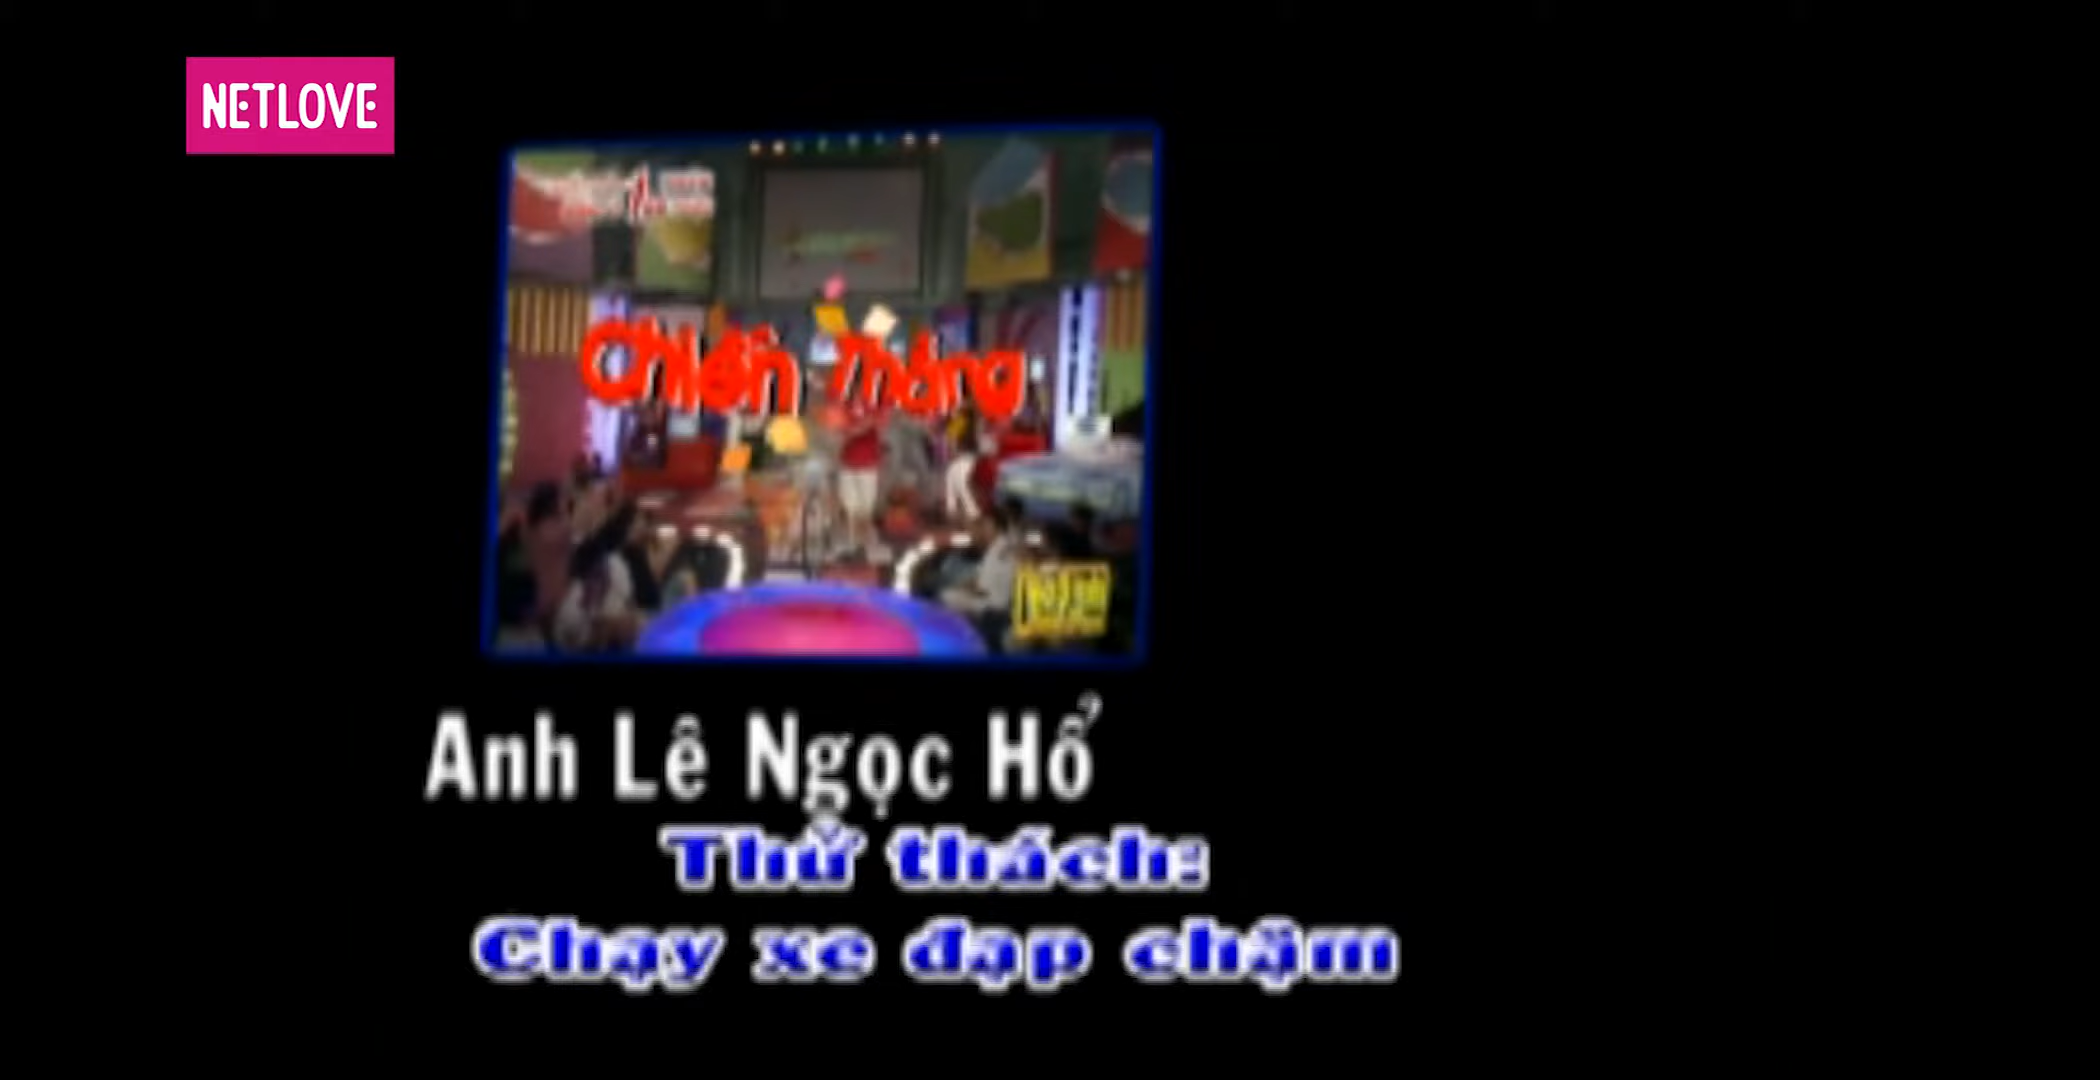 NETLOVE
Chiến Thắng
Anh Lê Ngọc Hổ
Thử thách:
Chạy xe đạp chậm